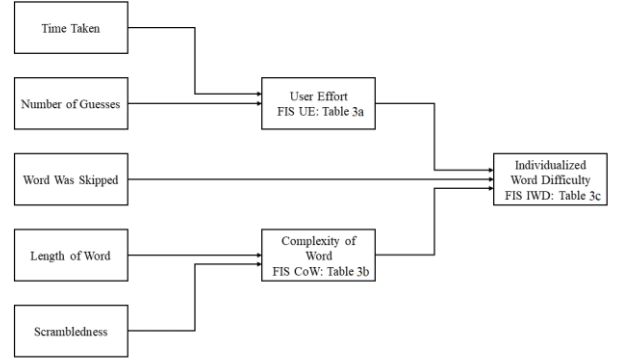 Time Taken
Number of Guesses
User Effort
FIS UE: Table 3a
Word Was Skipped
Individualized
Word Difficulty
FIS IWD: Table 3c
Length of Word
Complexity of
Word
FIS CoW: Table 3b
Scrambledness